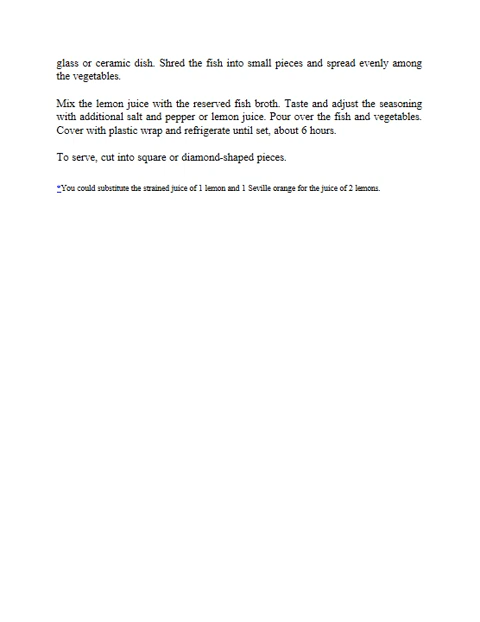 glass or ceramic dish. Shred the fish into small pieces and spread evenly among
the vegetables.
Mix the lemon juice with the reserved fish broth. Taste and adjust the seasoning
with additional salt and pepper or lemon juice. Pour over the fish and vegetables.
Cover with plastic wrap and refrigerate until set, about 6 hours.
To serve, cut into square or diamond-shaped pieces.
*You could substitute the strained juice of 1 lemon and 1 Seville orange for the juice of 2 lemons.